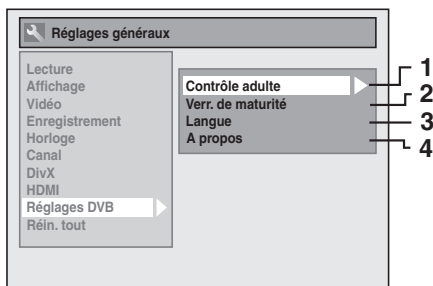 Réglages généraux
Lecture
Affichage
Vidéo
Enregistrement
Horloge
Canal
DivX
HDMI
Réglages DVB
Réin. tout
Contrôle adulte
Verr. de maturité
Langue
A propos
1
2
3
4